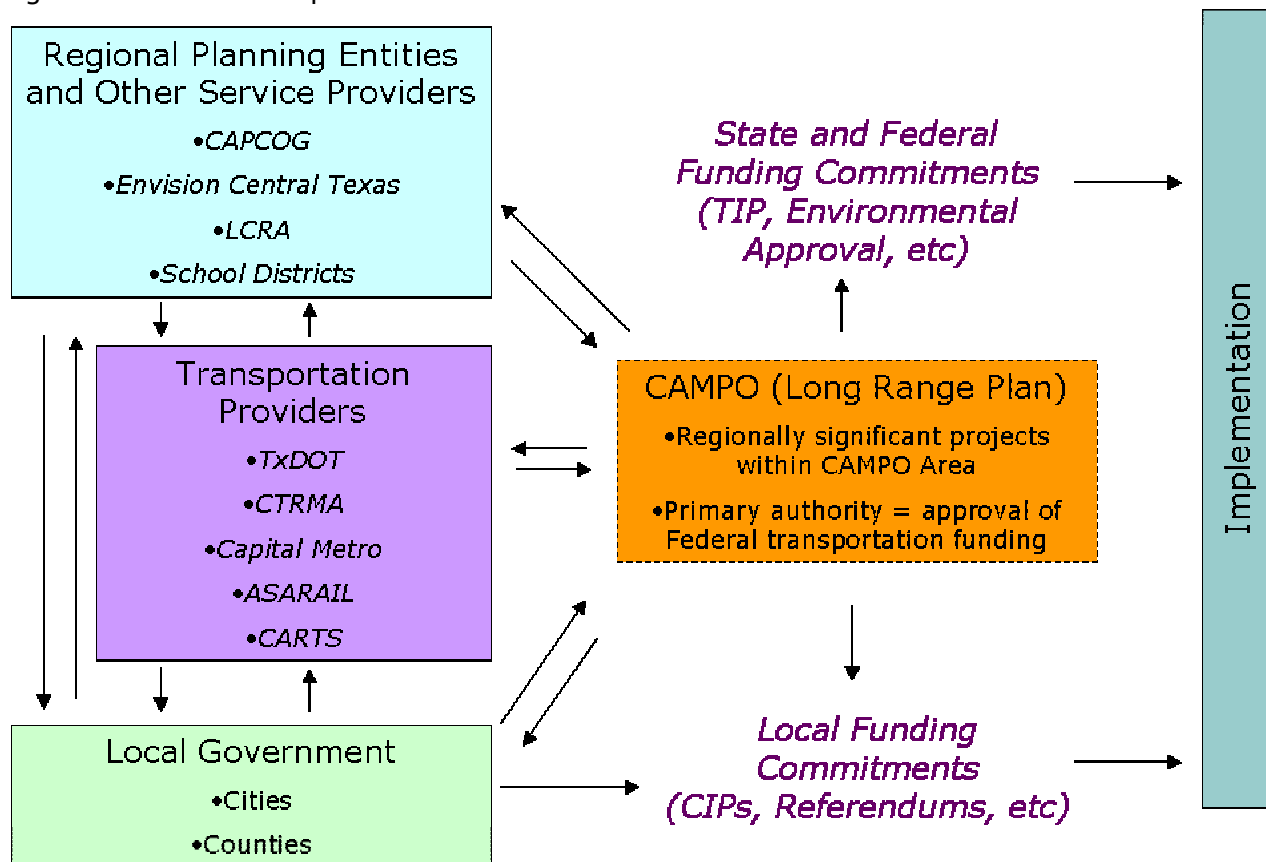 Regional Planning Entities
and Other Service Providers
•CAPCOG
•Envision Central Texas
•LCRA
•School Districts
Transportation
Providers
•TxDOT
•CTRMA
•Capital Metro
•ASARAIL
•CARTS
Local Government
•Cities
•Counties
CAMPO (Long Range Plan)
•Regionally significant projects
within CAMPO Area
•Primary authority = approval of
Federal transportation funding
State and Federal
Funding Commitments
(TIP, Environmental
Approval, etc)
Local Funding
Commitments
(CIPs, Referendums, etc)
Implementation